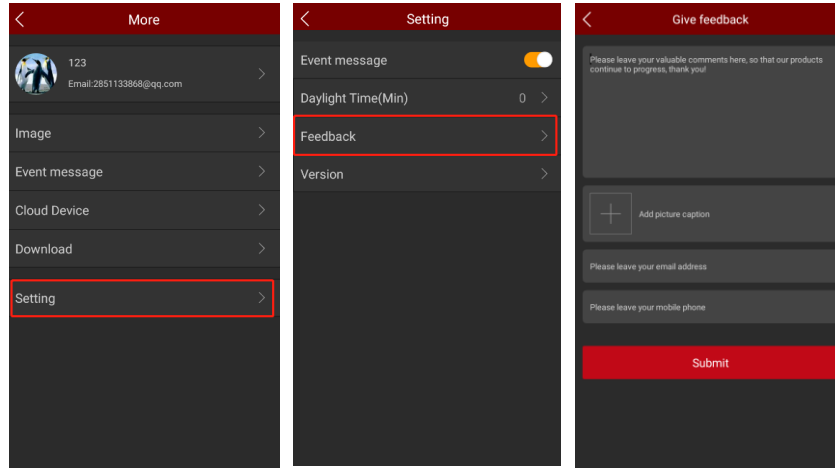 More
123
Email:2851133868@qq.com
Image
Event message
Cloud Device
Download
Setting
Setting
Event message
Daylight Time(Min) 0
Feedback
Version
Give feedback
Please leave your valuable comments here, so that our products
continue to progress, thank you!
Add picture caption
Please leave your email address
Please leave your mobile phone
Submit